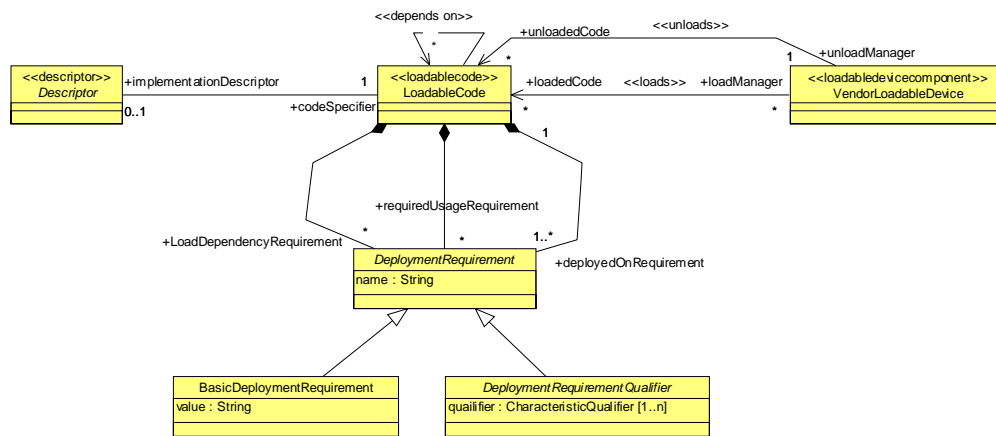 <<depends on>>
*
+unloadedCode
<<unloads>>
*
1
+unloadManager
<<descriptor>>
Descriptor
+implementationDescriptor
0..1
1
+codeSpecifier
<<loadablecode>>
LoadableCode
+loadedCode
<<loads>>
+loadManager
*
*
<<loadabledevicecomponent>>
VendorLoadableDevice
1
+requiredUsageRequirement
*
*
1..*
+LoadDependencyRequirement
+deployedOnRequirement
DeploymentRequirement
name : String
BasicDeploymentRequirement
value : String
DeploymentRequirementQualifier
quailifier : CharacteristicQualifier [1..n]